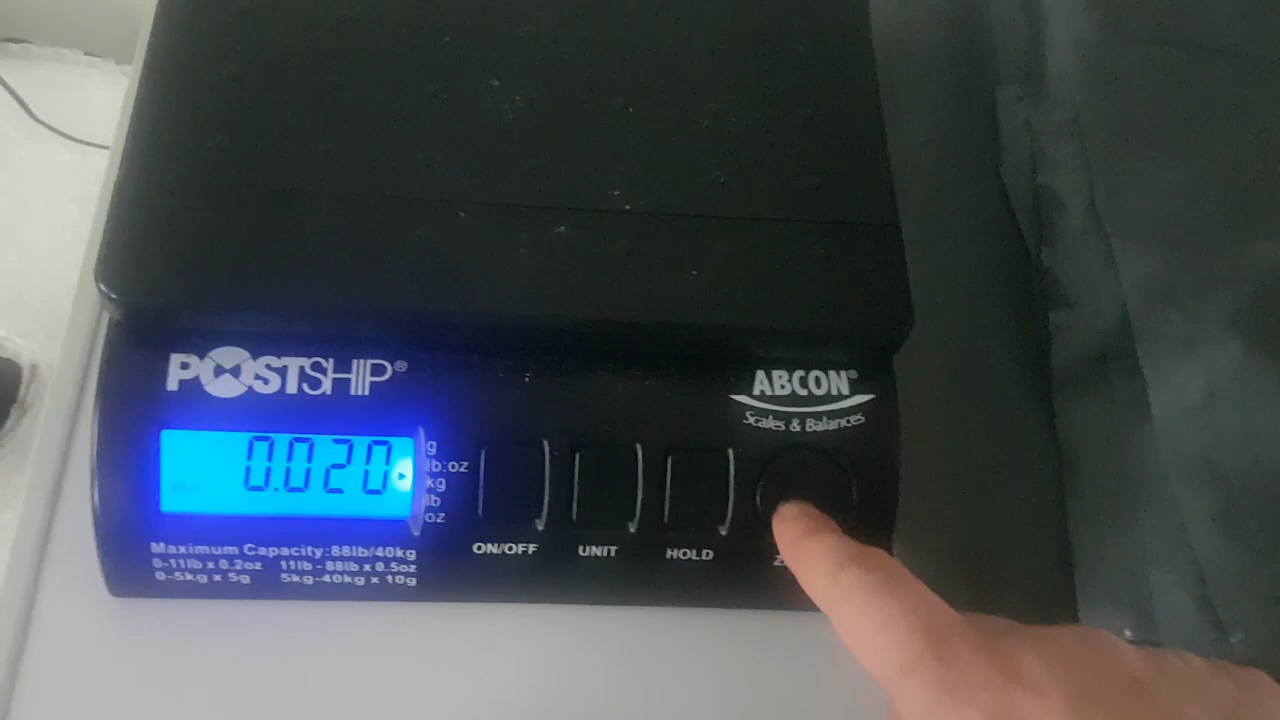 POSTSHIP®
ABCON®
Scales & Balances
0.020
g
lb:oz
kg
lb
oz
ON/OFF
UNIT
HOLD
Maximum Capacity:88lb/40kg
0-11lb x 0.2oz 11lb - 88lb x 0.5oz
0-5kg x 5g 5kg-40kg x 10g